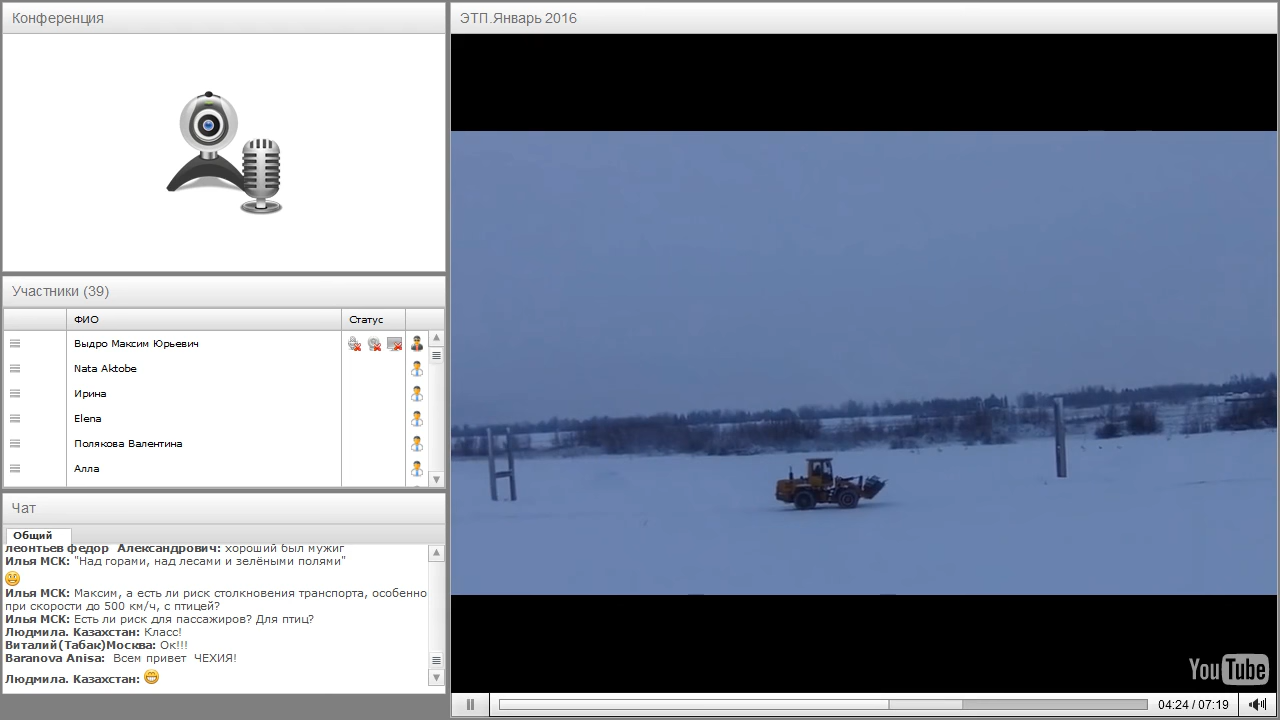 Конференция
ЭТП.Январь 2016
Участники (39)
ФИО
Статус
Выдро Максим Юрьевич
Nata Aktobe
Ирина
Elena
Полякова Валентина
Алла
Чат
Общий
леонтьев федор Александрович: хороший был мужиг
Илья МСК: "Над горами, над лесами и зелёными полями"
Илья МСК: Максим, а есть ли риск столкновения транспорта, особенно
при скорости до 500 км/ч, с птицей?
Илья МСК: Есть ли риск для пассажиров? Для птиц?
Людмила. Казахстан: Класс!
Виталий(Табак)Москва: Ок!!!
Baranova Anisa: Всем привет ЧЕХИЯ!
Людмила. Казахстан:
YouTube
04:24 / 07:19